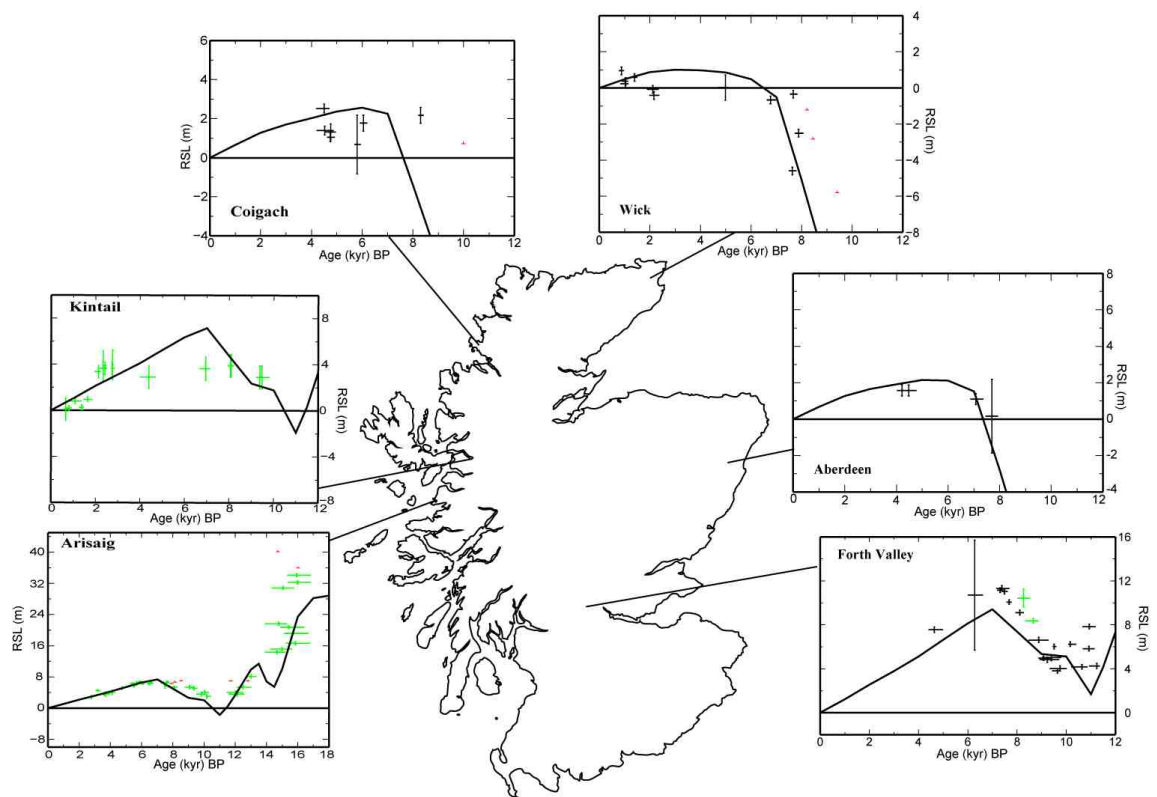 6
4
2
0
−2
−4
RSL (m)
Coigach
0 2 4 6 8 10 12
Age (kyr) BP
4
2
0
−2
−4
−6
−8
RSL (m)
Wick
0 2 4 6 8 10 12
Age (kyr) BP
Kintail
8
4
0
−4
−8
RSL (m)
0 2 4 6 8 10 12
Age (kyr) BP
8
6
4
2
0
−2
−4
RSL (m)
Aberdeen
0 2 4 6 8 10 12
Age (kyr) BP
Arisaig
40
32
24
16
8
0
−8
RSL (m)
0 2 4 6 8 10 12 14 16 18
Age (kyr) BP
Forth Valley
16
12
8
4
0
RSL (m)
0 2 4 6 8 10 12
Age (kyr) BP